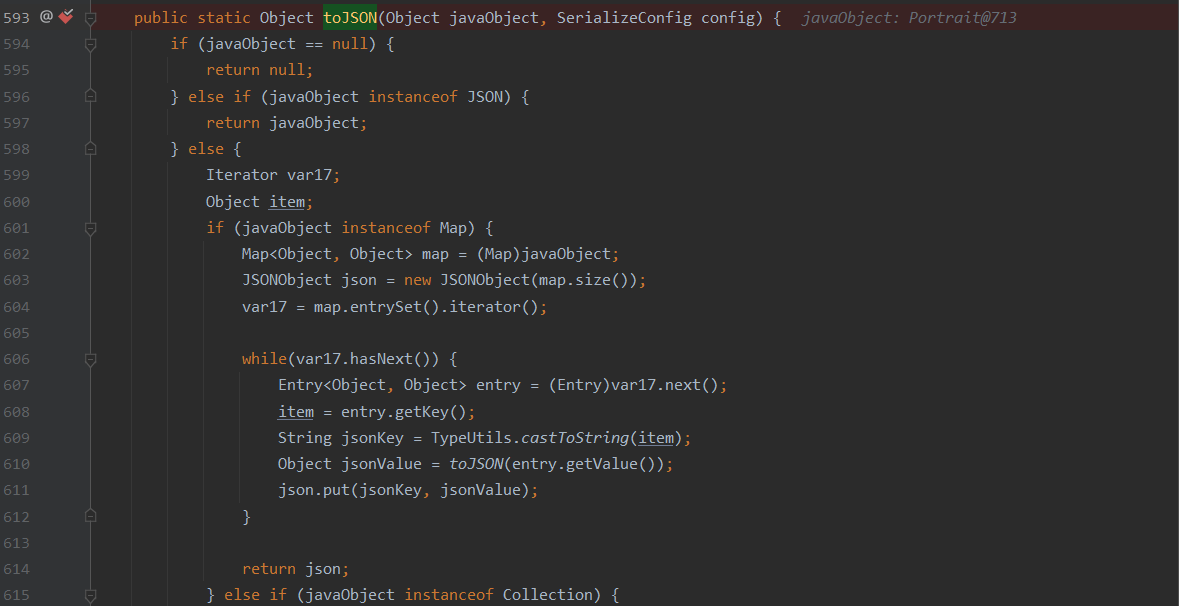 593 @ public static Object toJSON(Object javaObject, SerializeConfig config) { javaObject: Portrait@713
594 if (javaObject == null) {
595 return null;
596 } else if (javaObject instanceof JSON) {
597 return javaObject;
598 } else {
599 Iterator var17;
600 Object item;
601 if (javaObject instanceof Map) {
602 Map<Object, Object> map = (Map)javaObject;
603 JSONObject json = new JSONObject(map.size());
604 var17 = map.entrySet().iterator();
605
606 while(var17.hasNext()) {
607 Entry<Object, Object> entry = (Entry)var17.next();
608 item = entry.getKey();
609 String jsonKey = TypeUtils.castToString(item);
610 Object jsonValue = toJSON(entry.getValue());
611 json.put(jsonKey, jsonValue);
612 }
613
614 return json;
615 } else if (javaObject instanceof Collection) {